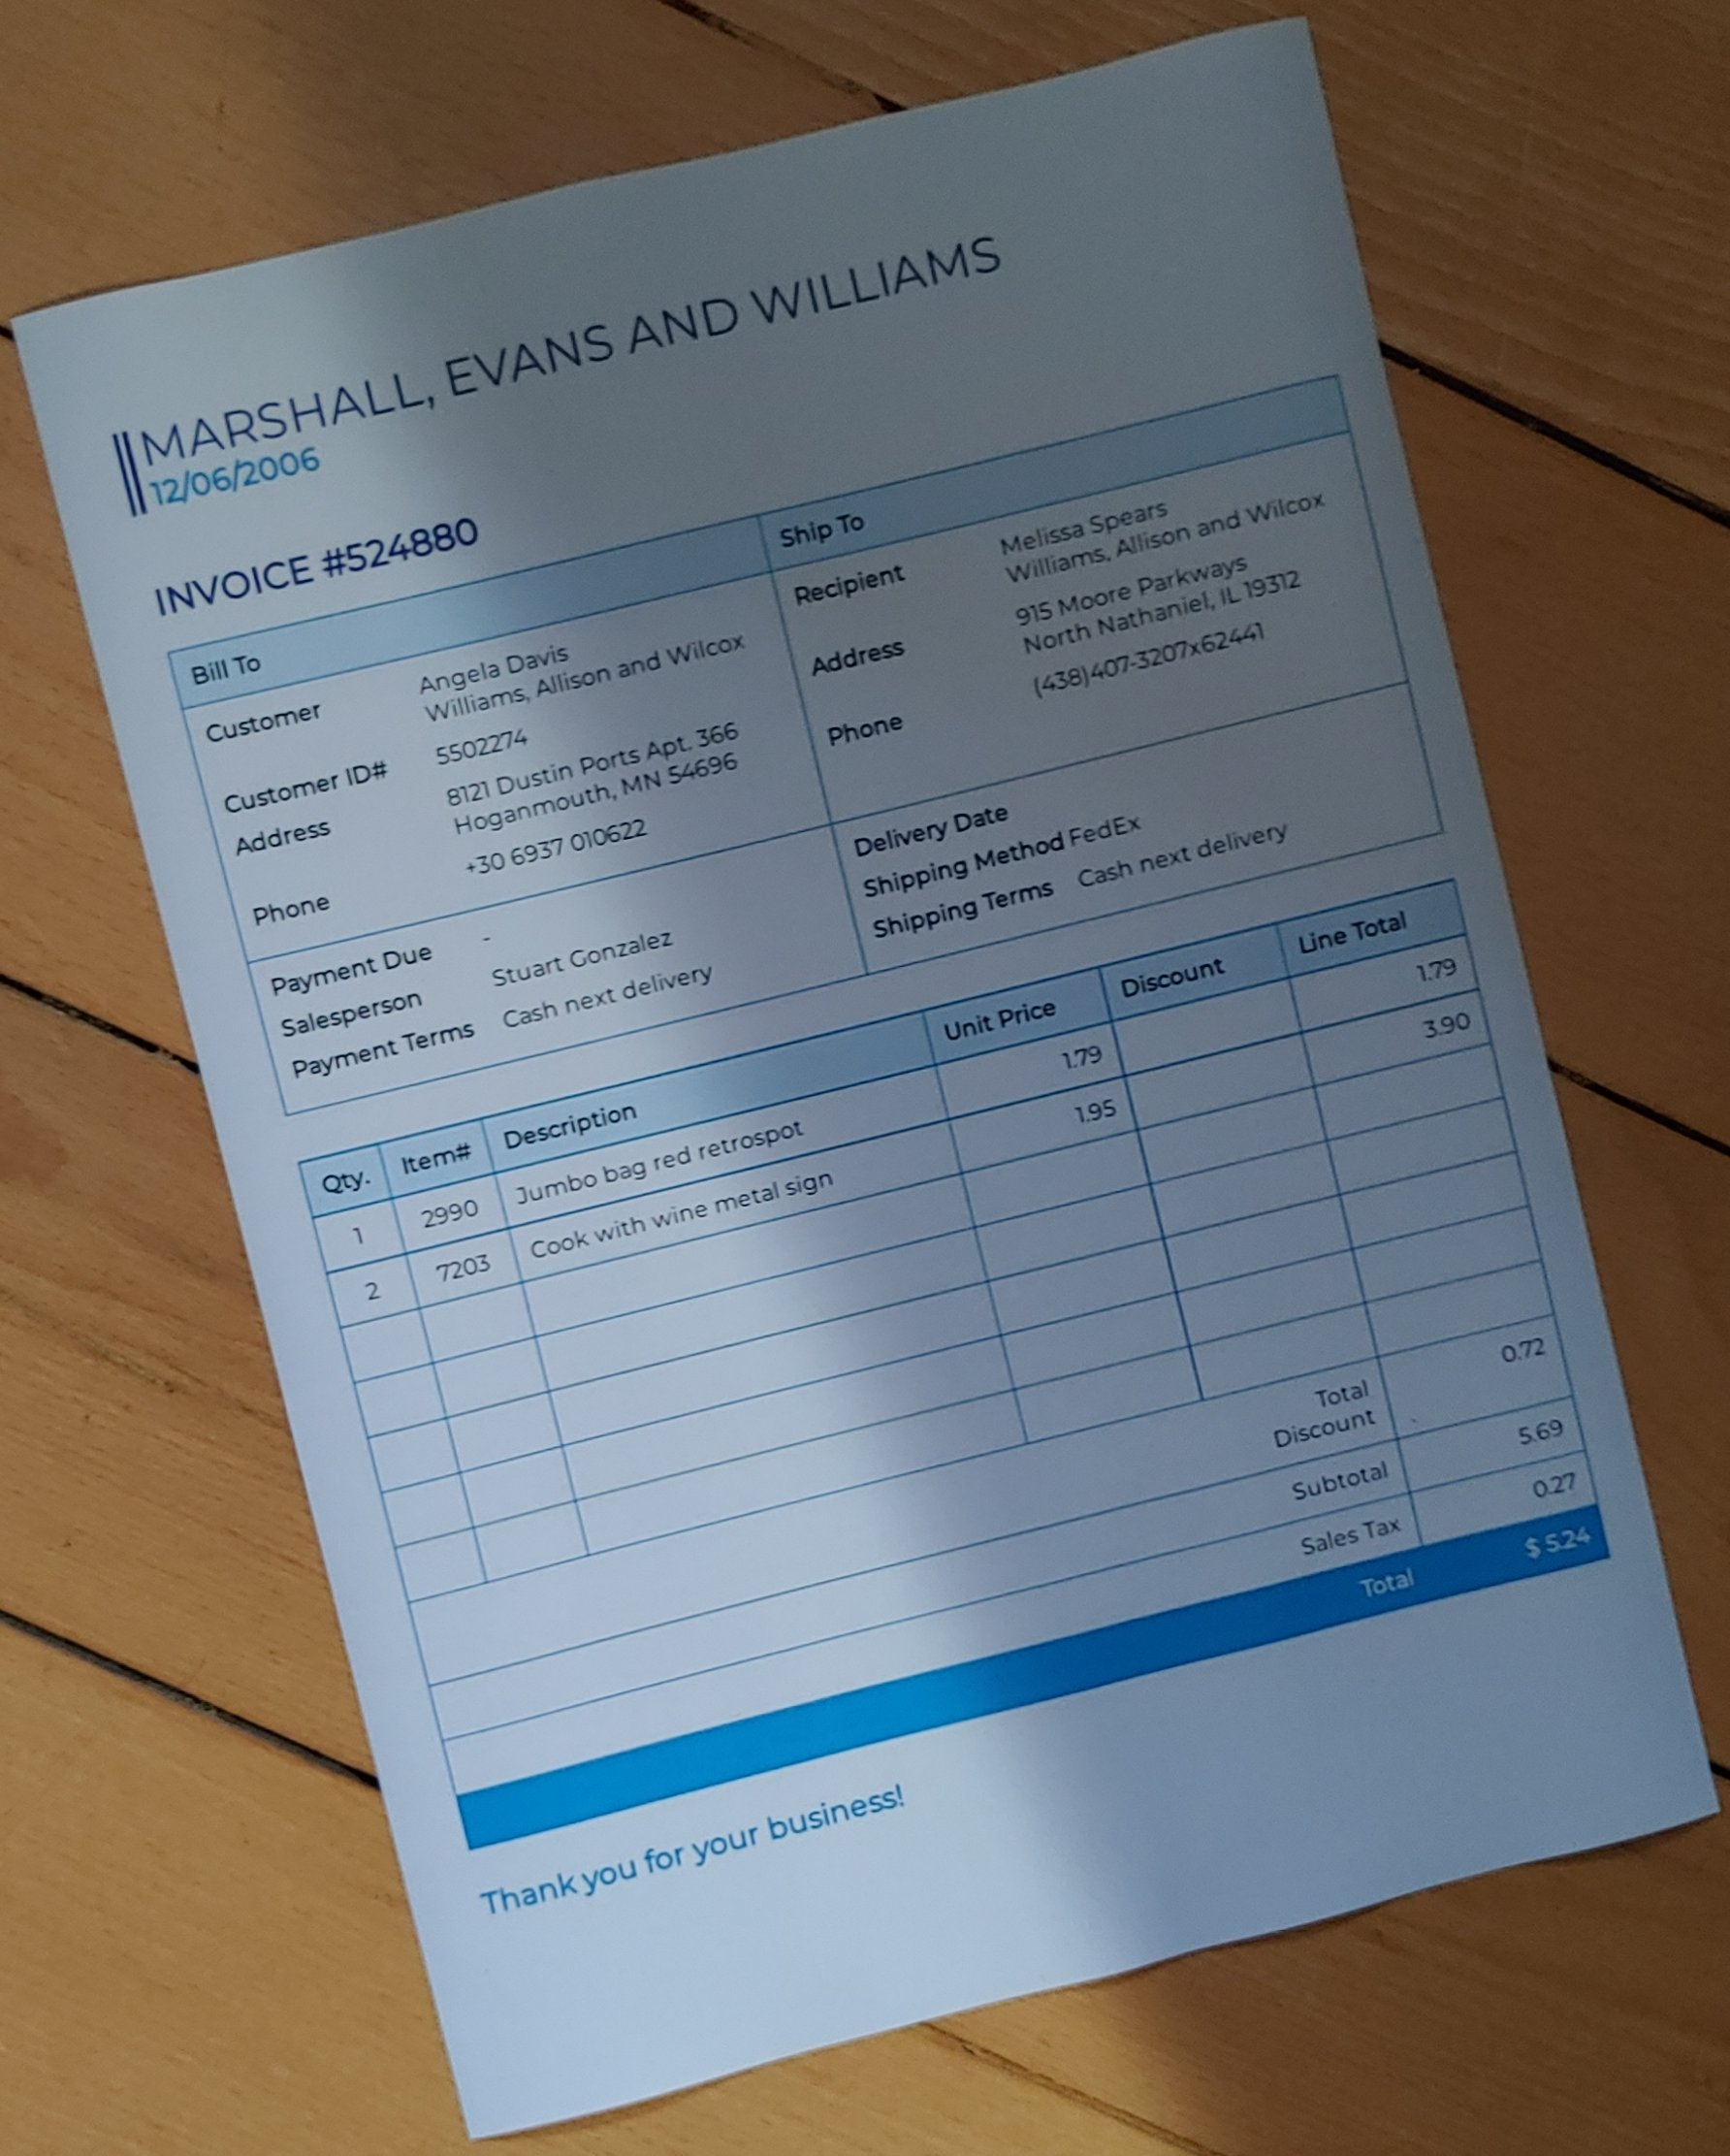 MARSHALL, EVANS AND WILLIAMS
12/06/2006
INVOICE #524880
Bill To
Customer Angela Davis
Williams, Allison and Wilcox
Customer ID# 5502274
Address 8121 Dustin Ports Apt. 366
Hoganmouth, MN 54696
Phone +30 6937 010622
Ship To
Recipient Melissa Spears
Williams, Allison and Wilcox
Address 915 Moore Parkways
North Nathaniel, IL 19312
Phone (438)407-3207x62441
Payment Due -
Salesperson Stuart Gonzalez
Payment Terms Cash next delivery
Delivery Date
Shipping Method FedEx
Shipping Terms Cash next delivery
Qty. Item# Description Unit Price Discount Line Total
1 2990 Jumbo bag red retrospot 1.79 1.79
2 7203 Cook with wine metal sign 1.95 3.90
Total
Discount 0.72
Subtotal 5.69
Sales Tax 0.27
Total $ 5.24
Thank you for your business!